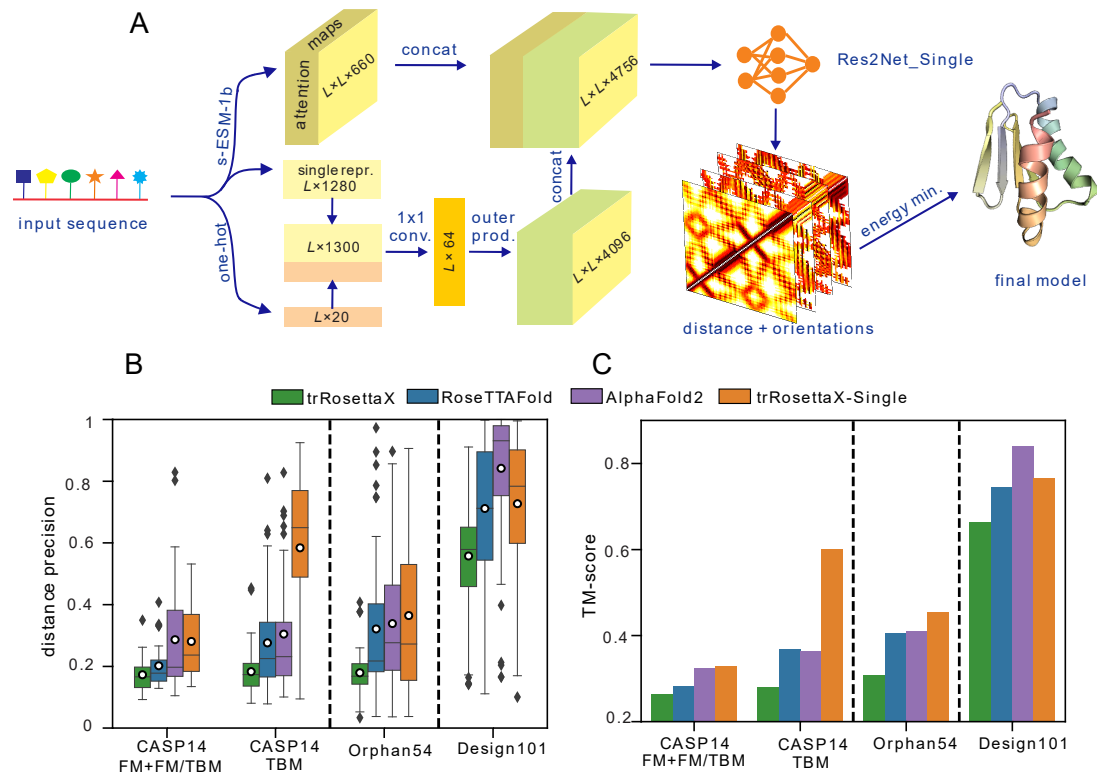 A
maps
attention
L×L×660
concat
L×L×4756
Res2Net_Single
s-ESM-1b
single repr.
L×1280
input sequence
one-hot
L×1300
1x1
conv.
L × 64
outer
prod.
concat
L×L×4096
L×20
energy min.
distance + orientations
final model
B
C
trRosettaX
RoseTTAFold
AlphaFold2
trRosettaX-Single
distance precision
1
0.8
0.6
0.4
0.2
0
CASP14
FM+FM/TBM
CASP14
TBM
Orphan54
Design101
TM-score
0.8
0.6
0.4
0.2
CASP14
FM+FM/TBM
CASP14
TBM
Orphan54
Design101